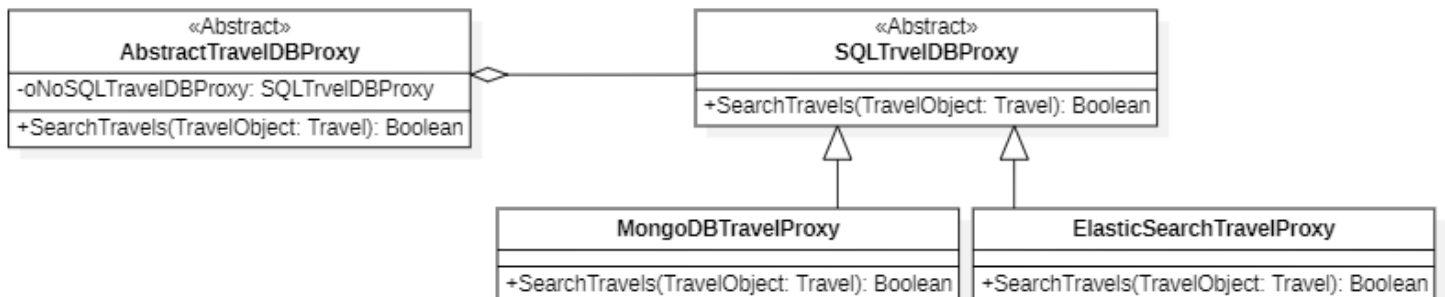 «Abstract»
AbstractTravelDBProxy
-oNoSQLTravelDBProxy: SQLTrvelDBProxy
+SearchTravels(TravelObject: Travel): Boolean
«Abstract»
SQLTrvelDBProxy
+SearchTravels(TravelObject: Travel): Boolean
MongoDBTravelProxy
+SearchTravels(TravelObject: Travel): Boolean
ElasticSearchTravelProxy
+SearchTravels(TravelObject: Travel): Boolean